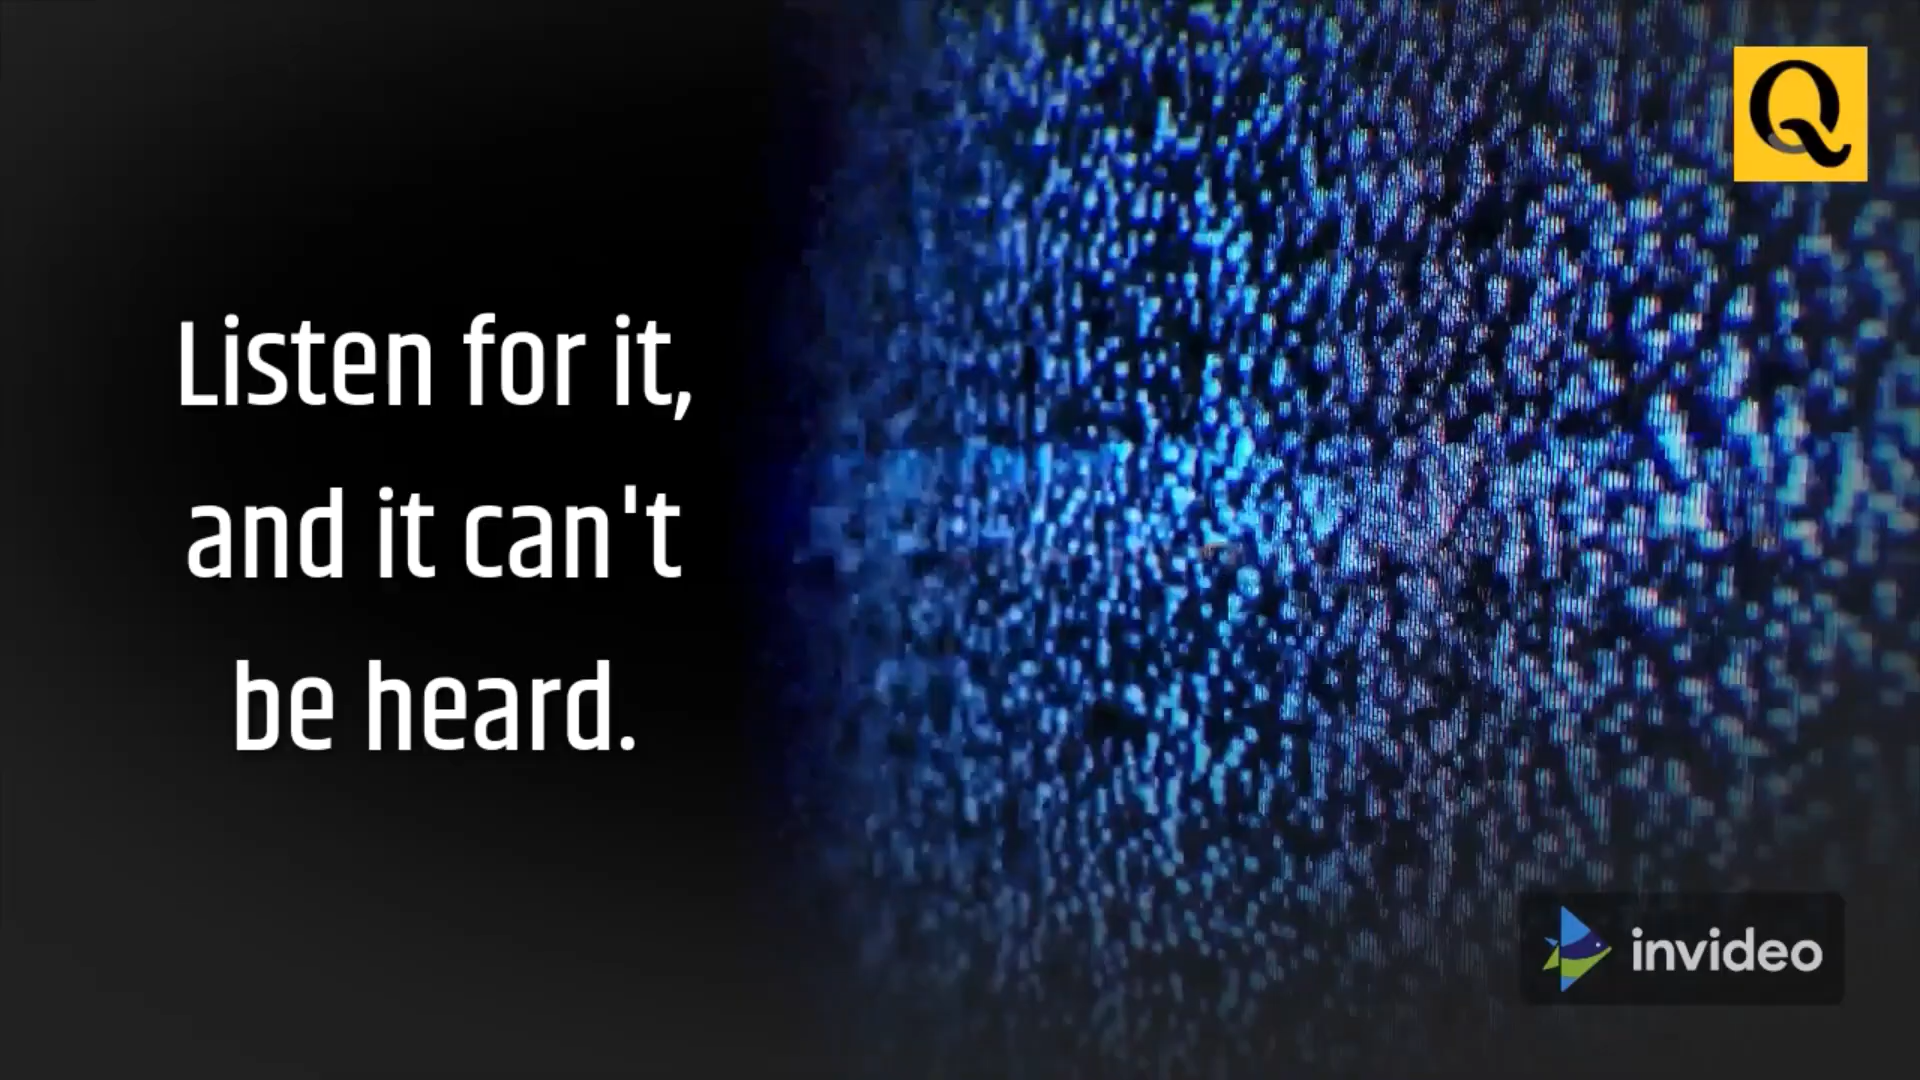 Q
Listen for it,
and it can't
be heard.
invideo